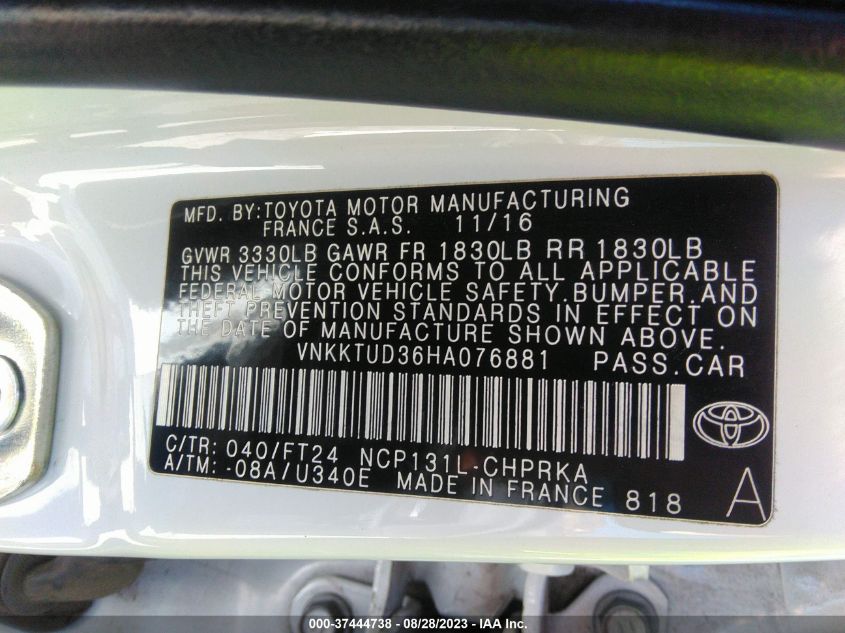 MFD. BY:TOYOTA MOTOR MANUFACTURING
FRANCE S.A.S. 11/16
GVWR 3330LB GAWR FR 1830LB RR 1830LB
THIS VEHICLE CONFORMS TO ALL APPLICABLE
FEDERAL MOTOR VEHICLE SAFETY.BUMPER,AND
THEFT PREVENTION STANDARDS IN EFFECT ON
THE DATE OF MANUFACTURE SHOWN ABOVE.
VNKKTUD36HA076881 PASS.CAR
C/TR: 040/FT24 NCP131L-CHPRKA
A/TM: -08A/U340E MADE IN FRANCE 818 A
000-37444738 - 08/28/2023 - IAA Inc.